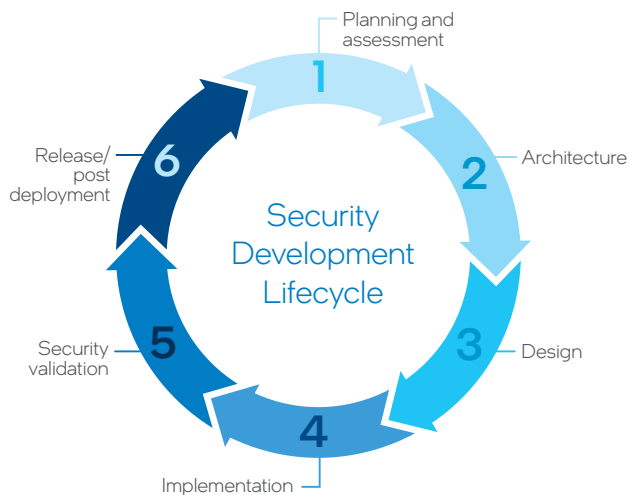 Planning and
assessment
1
Architecture
2
Design
3
Implementation
4
Security
validation
5
Release/
post
deployment
6
Security
Development
Lifecycle